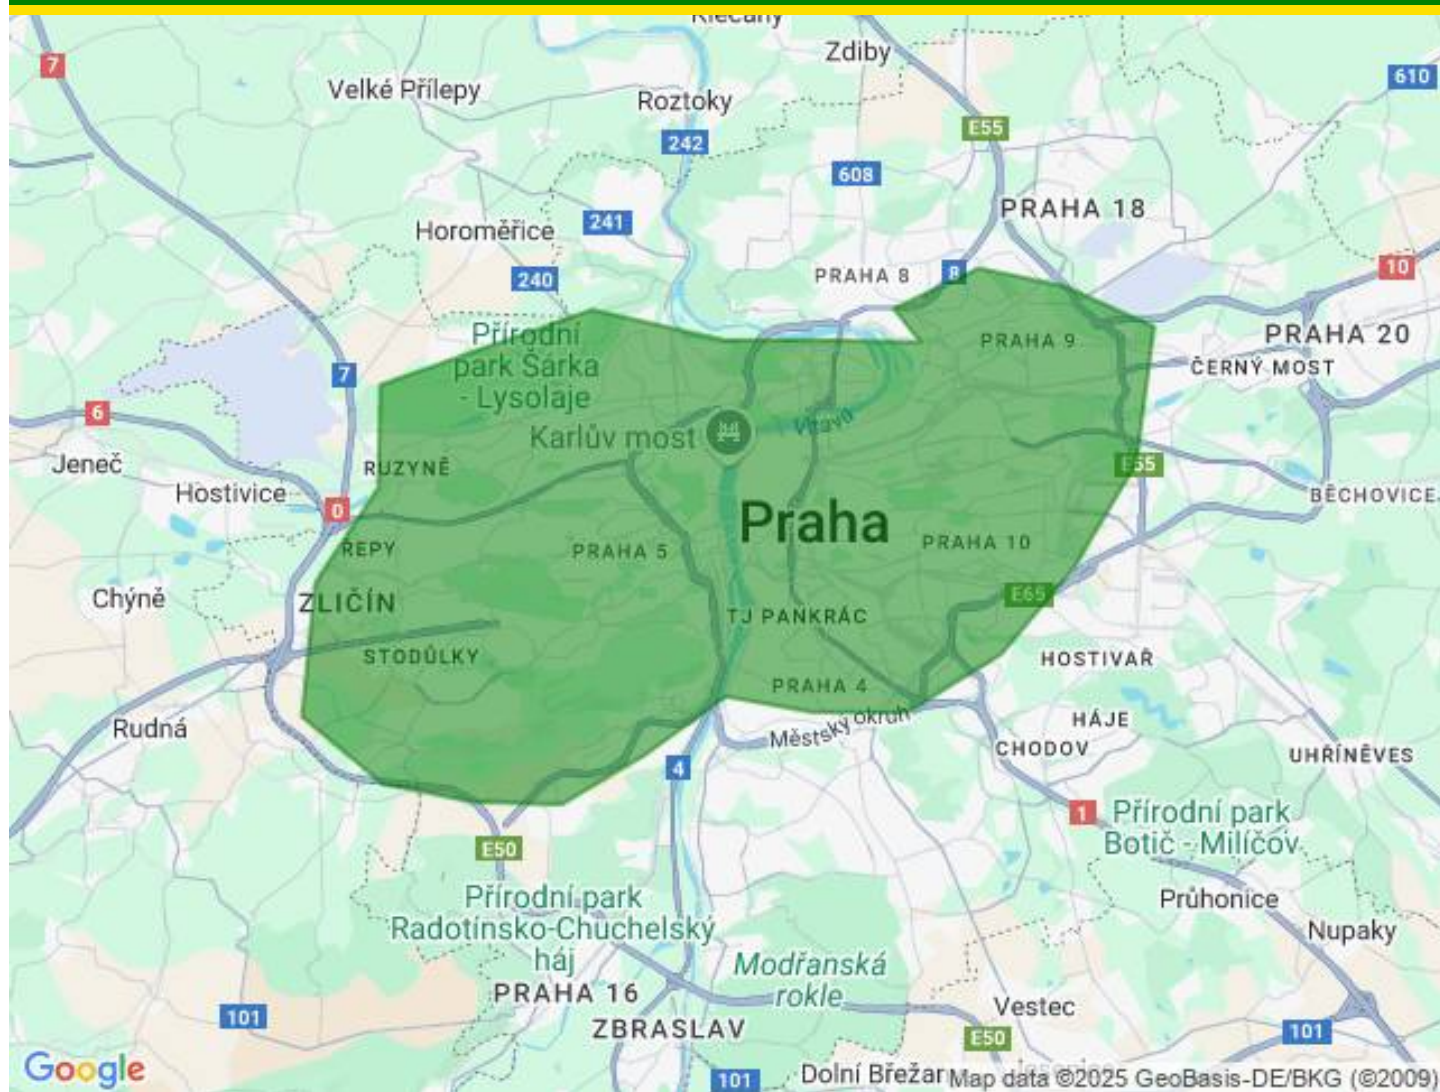 Klecany
Zdiby
7
610
Velké Přílepy
Roztoky
E55
242
608
PRAHA 18
241
Horoměřice
10
8
PRAHA 8
240
Přírodní
park Šárka
- Lysolaje
PRAHA 9
PRAHA 20
ČERNÝ MOST
7
6
Karlův most
Vltava
Jeneč
RUZYNĚ
E55
Hostivice
BĚCHOVICE
0
Praha
ŘEPY
PRAHA 5
PRAHA 10
Chýně
ZLIČÍN
E65
TJ PANKRÁC
STODŮLKY
HOSTIVAŘ
PRAHA 4
Rudná
Městský okruh
HÁJE
CHODOV
UHŘÍNĚVES
4
1
Přírodní park
Botič - Milíčov
E50
Průhonice
Přírodní park
Radotínsko-Chuchelský
háj
Nupaky
Modřanská
rokle
PRAHA 16
Vestec
101
ZBRASLAV
E50
101
Google
101
Dolní Břežar
Map data ©2025 GeoBasis-DE/BKG (©2009)